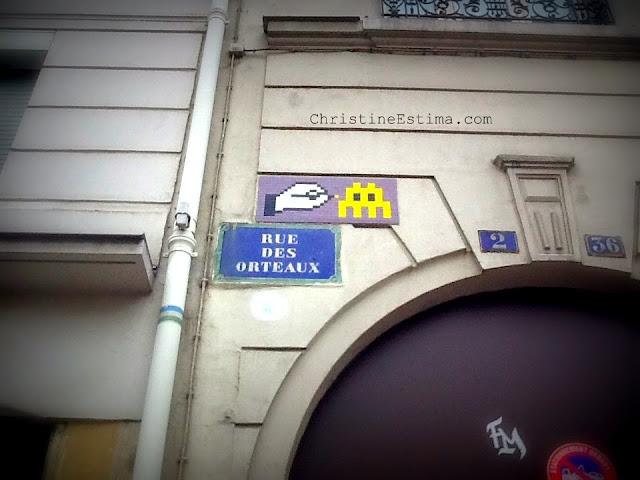 ChristineEstima.com
RUE
DES
ORTEAUX
2
36
FM